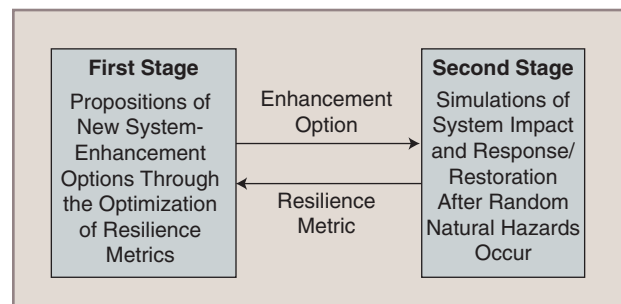 First Stage
Propositions of
New System-
Enhancement
Options Through
the Optimization
of Resilience
Metrics
Enhancement
Option
Resilience
Metric
Second Stage
Simulations of
System Impact
and Response/
Restoration
After Random
Natural Hazards
Occur